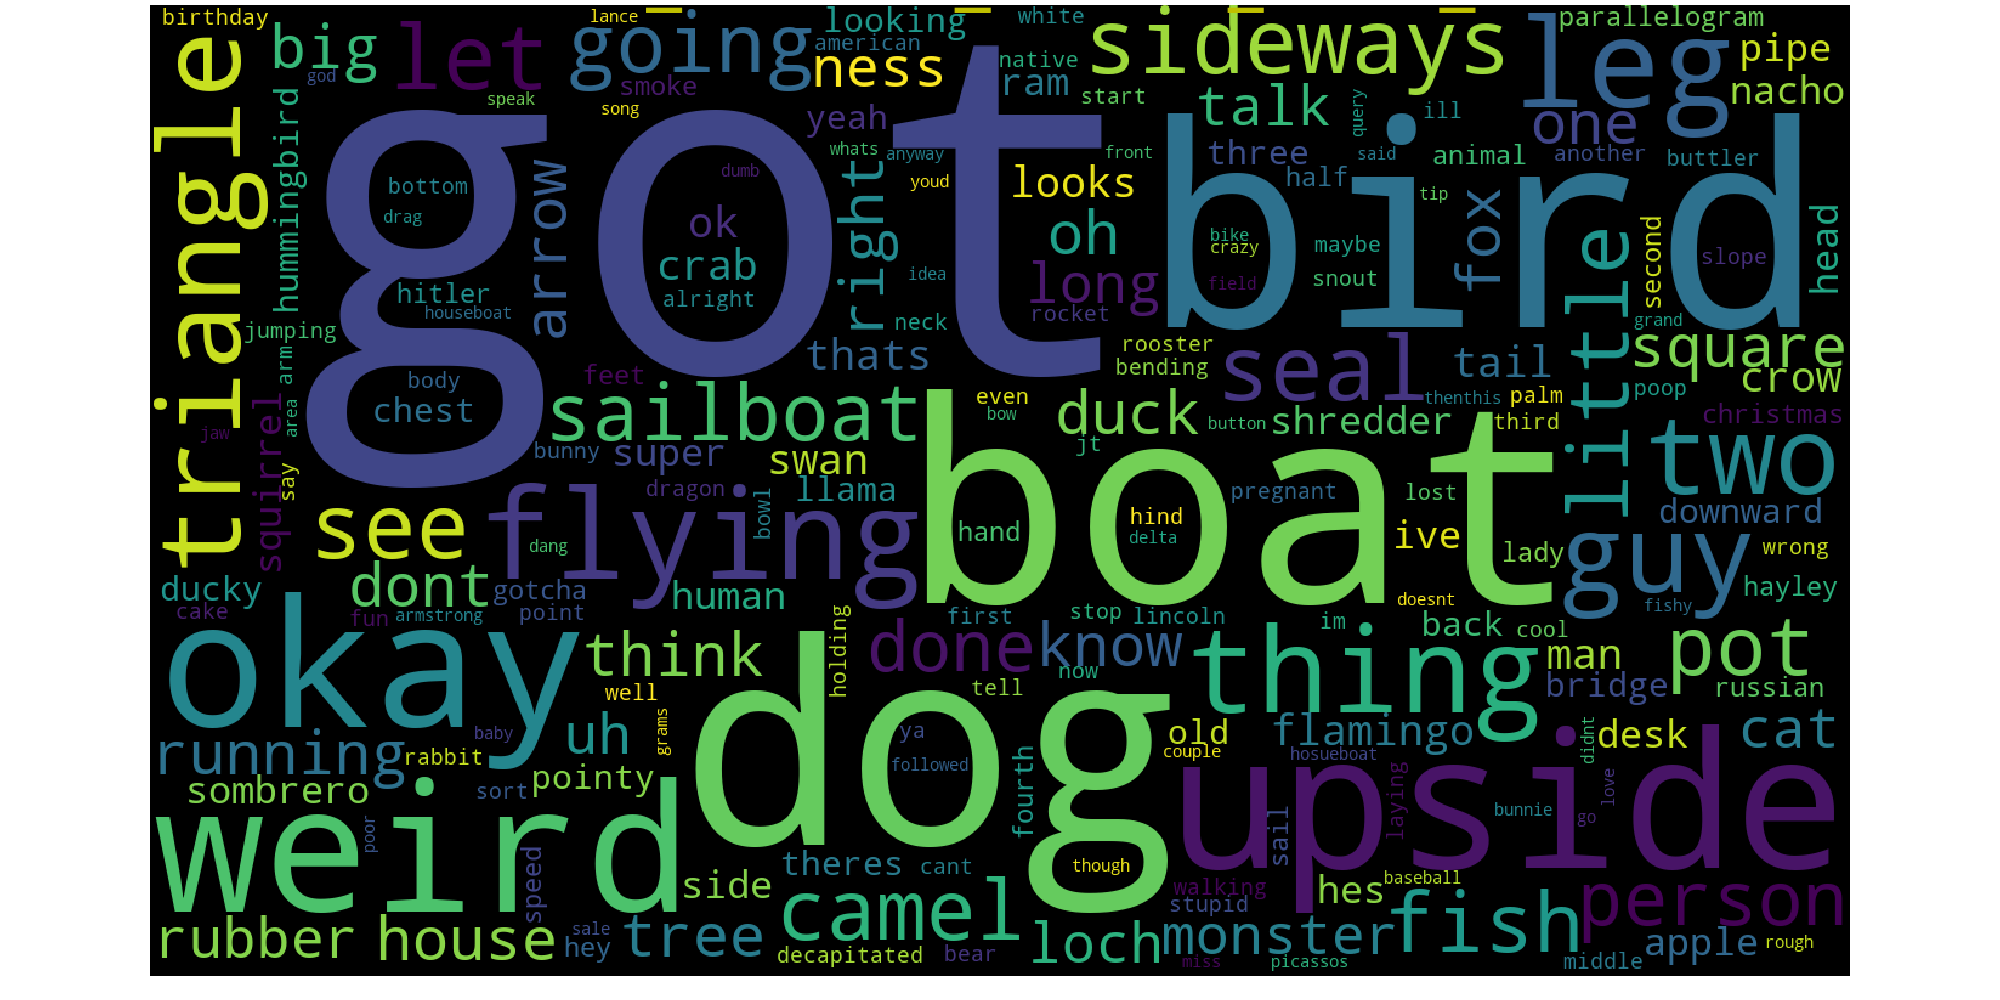 birthday
lance
looking
white
parallelogram
big
let
going
american
ness
sideways
leg
pipe
god
smoke
native
ram
start
nacho
speak
song
yeah
talk
query
ill
one
triangle
hummingbird
got
bird
whats
anyway
front
three
said
animal
another
buttler
bottom
dumb
youd
looks
half
tip
drag
arrow
ok
right
oh
bike
crazy
maybe
fox
little
second
head
slope
crab
idea
long
field
snout
hitler
alright
houseboat
neck
rocket
grand
jumping
thats
rooster
seal
tail
square
arm
body
feet
bending
crow
poop
chest
sailboat
even
duck
button
thenthis
palm
christmas
area
bow
shredder
third
jaw
squirrel
bunny
super
swan
jt
two
say
see
flying
dragon
llama
bowl
boat
pregnant
lost
downward
hand
hind
delta
ive
dang
lady
guy
wrong
ducky
dont
gotcha
human
doesnt
hayley
cake
fun
armstrong
point
first
stop
lincoln
im
back
cool
fishy
okay
think
holding
done
know
now
thing
man
pot
well
tell
bridge
russian
baby
uh
grams
dog
ya
old
flamingo
didnt
desk
cat
running
rabbit
couple
hosueboat
followed
upside
sombrero
sort
pointy
fourth
laying
love
weird
poor
bunnie
go
sail
speed
side
theres
cant
though
walking
hes
baseball
person
stupid
camel
rubber
house
sale
hey
tree
decapitated
bear
loch
monster
fish
apple
rough
miss
picassos
middle